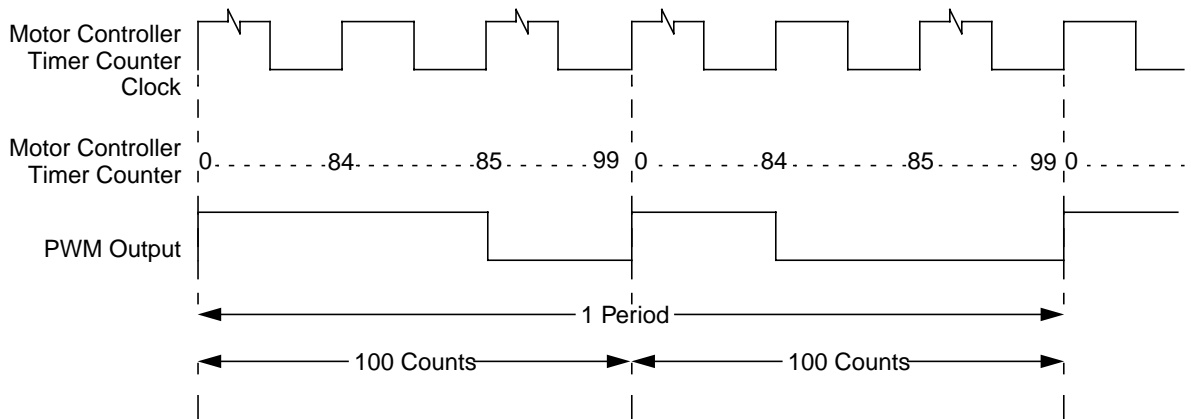 Motor Controller
Timer Counter
Clock
Motor Controller
Timer Counter
0 84 85 99 0 84 85 99 0
PWM Output
1 Period
100 Counts 100 Counts